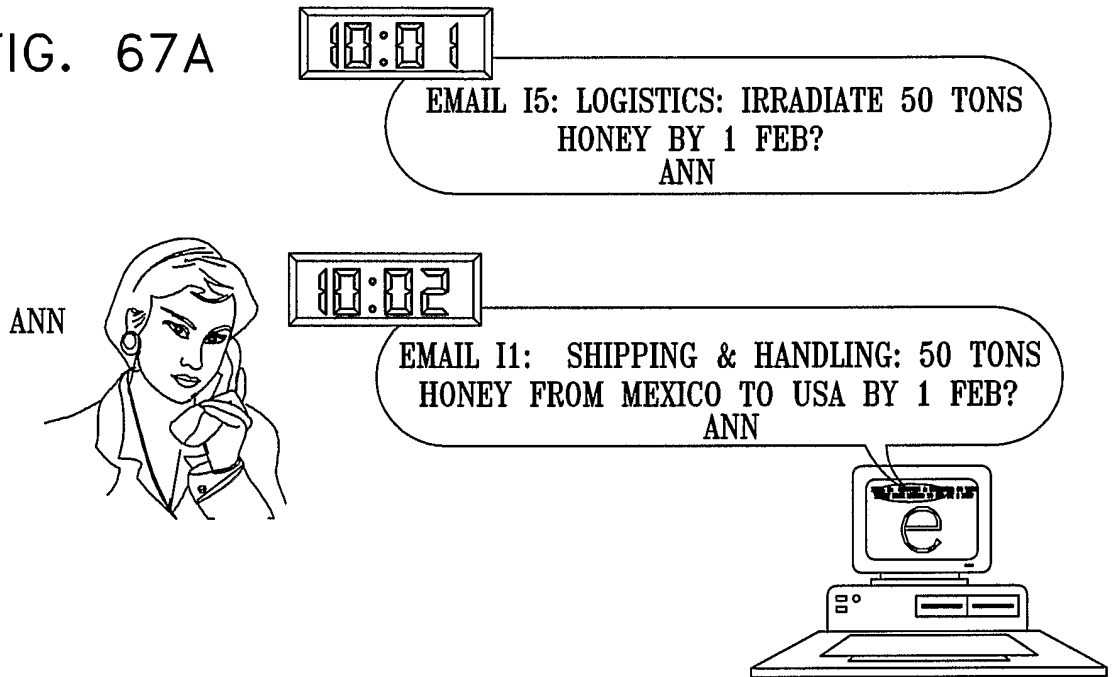 FIG. 67A
10:01
EMAIL I5: LOGISTICS: IRRADIATE 50 TONS
HONEY BY 1 FEB?
ANN
ANN
10:02
EMAIL I1: SHIPPING & HANDLING: 50 TONS
HONEY FROM MEXICO TO USA BY 1 FEB?
ANN
e